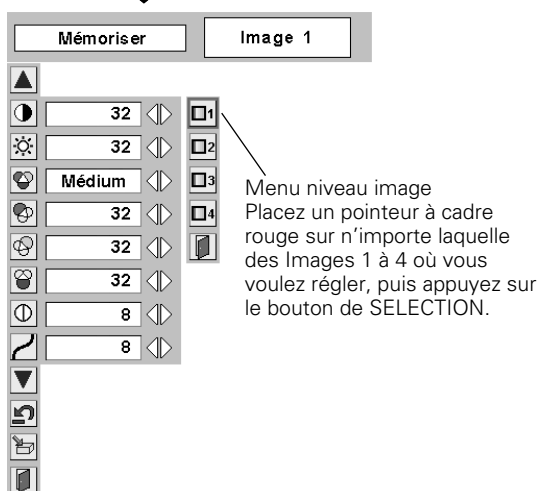 Mémoriser
Image 1
32
1
32
2
Médium
3
32
4
32
32
8
8
Menu niveau image
Placez un pointeur à cadre
rouge sur n'importe laquelle
des Images 1 à 4 où vous
voulez régler, puis appuyez sur
le bouton de SELECTION.